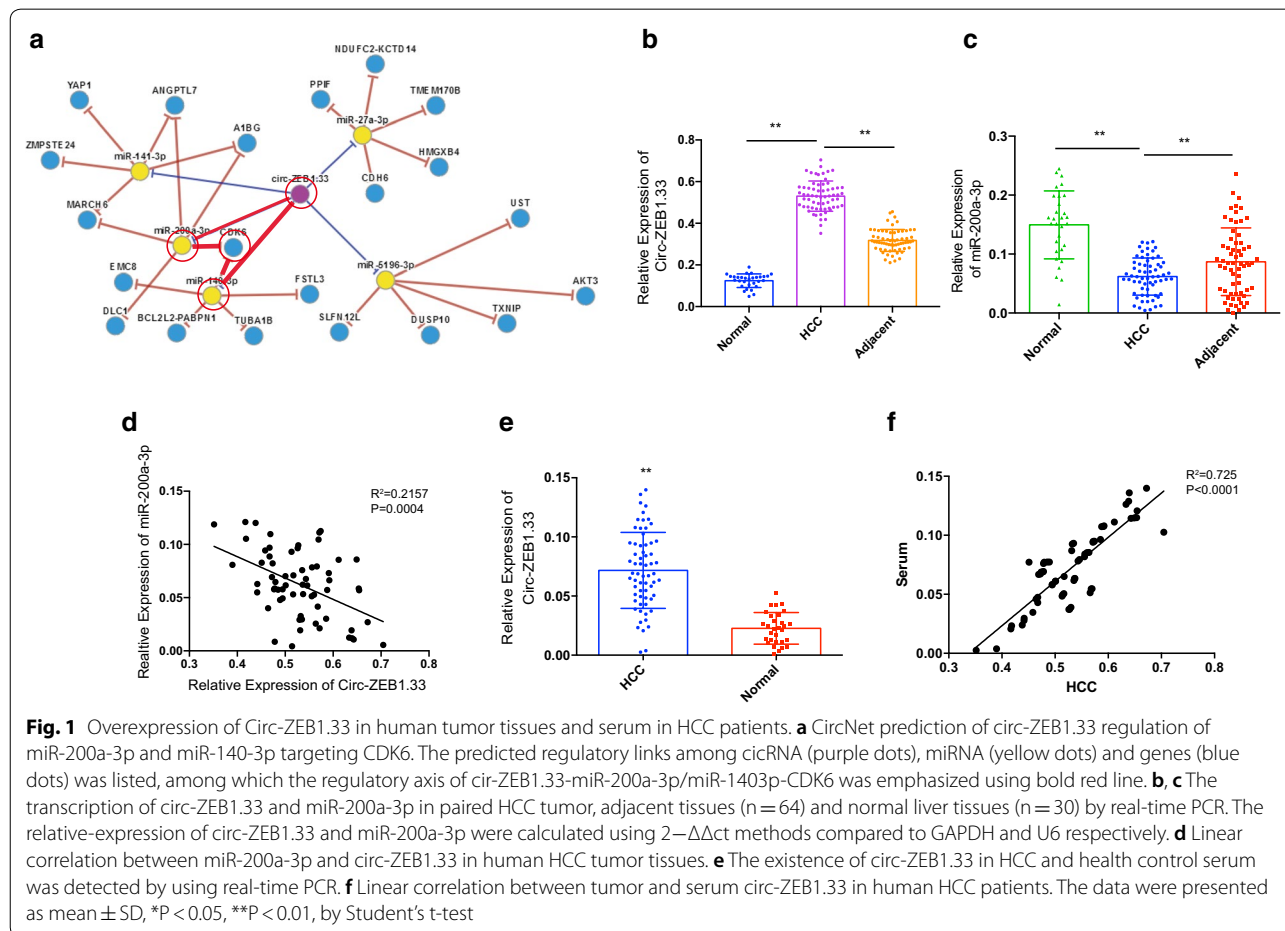 a
NDUFC2-KCTD14
YAP1
ANGPTL7
PPIF
TMEM170B
A1BG
miR-27a-3p
ZMPSTE24
miR-141-3p
HMGXB4
circ-ZEB1.33
CDH6
MARCH6
UST
miR-200a-3p
CDK6
EMC8
miR-140-3p
FSTL3
miR-5196-3p
AKT3
DLC1
BCL2L2-PABPN1
TUBA1B
SLFN12L
DUSP10
TXNIP
b
Relative Expression of
Circ-ZEB1.33
0.8
0.6
0.4
0.2
0.0
**
**
Normal
HCC
Adjacent
c
Relative Expression
of miR-200a-3p
0.3
0.2
0.1
0.0
**
**
Normal
HCC
Adjacent
d
Realtive Expression of miR-200a-3p
0.15
0.10
0.05
0.00
R²=0.2157
P=0.0004
0.3 0.4 0.5 0.6 0.7 0.8
Relative Expression of Circ-ZEB1.33
e
Relative Expression of
Circ-ZEB1.33
0.15
0.10
0.05
0.00
**
HCC
Normal
f
Serum
0.15
0.10
0.05
0.00
R²=0.725
P<0.0001
0.3 0.4 0.5 0.6 0.7 0.8
HCC
Fig. 1 Overexpression of Circ-ZEB1.33 in human tumor tissues and serum in HCC patients. a CircNet prediction of circ-ZEB1.33 regulation of
miR-200a-3p and miR-140-3p targeting CDK6. The predicted regulatory links among cicRNA (purple dots), miRNA (yellow dots) and genes (blue
dots) was listed, among which the regulatory axis of cir-ZEB1.33-miR-200a-3p/miR-1403p-CDK6 was emphasized using bold red line. b, c The
transcription of circ-ZEB1.33 and miR-200a-3p in paired HCC tumor, adjacent tissues (n = 64) and normal liver tissues (n = 30) by real-time PCR. The
relative-expression of circ-ZEB1.33 and miR-200a-3p were calculated using 2−ΔΔct methods compared to GAPDH and U6 respectively. d Linear
correlation between miR-200a-3p and circ-ZEB1.33 in human HCC tumor tissues. e The existence of circ-ZEB1.33 in HCC and health control serum
was detected by using real-time PCR. f Linear correlation between tumor and serum circ-ZEB1.33 in human HCC patients. The data were presented
as mean ± SD, *P < 0.05, **P < 0.01, by Student's t-test